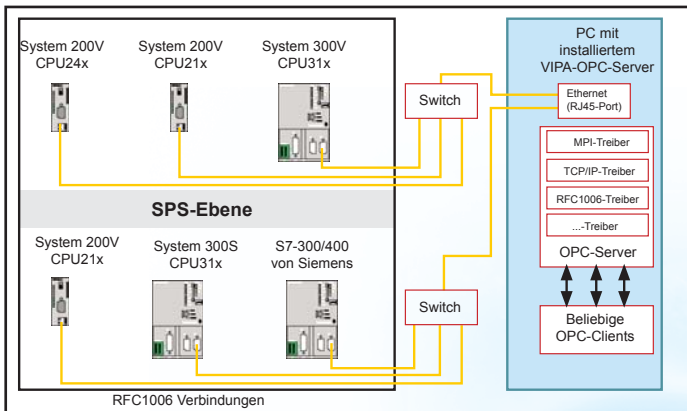 System 200V
CPU24x
System 200V
CPU21x
System 300V
CPU31x
Switch
PC mit
installiertem
VIPA-OPC-Server
Ethernet
(RJ45-Port)
MPI-Treiber
TCP/IP-Treiber
RFC1006-Treiber
...-Treiber
OPC-Server
SPS-Ebene
System 200V
CPU21x
System 300S
CPU31x
S7-300/400
von Siemens
Switch
Beliebige
OPC-Clients
RFC1006 Verbindungen